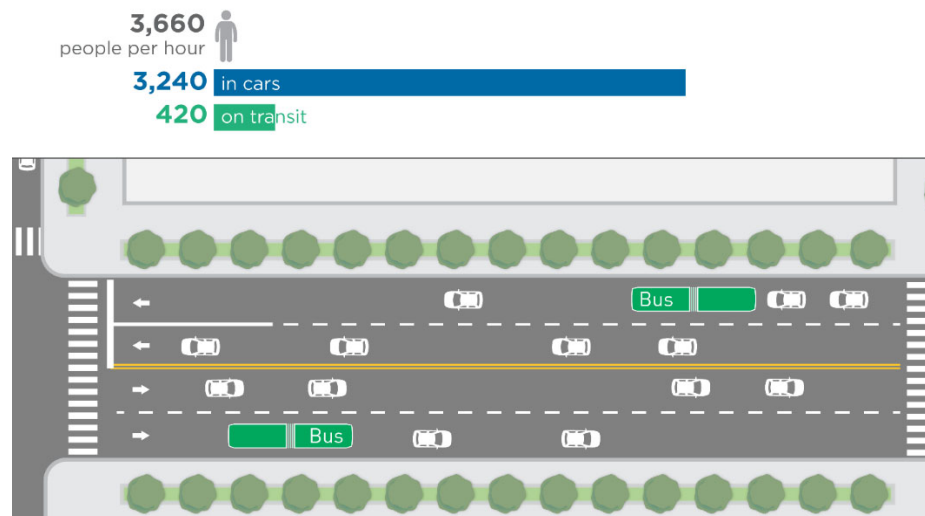 3,660
people per hour
3,240 in cars
420 on transit
Bus
Bus